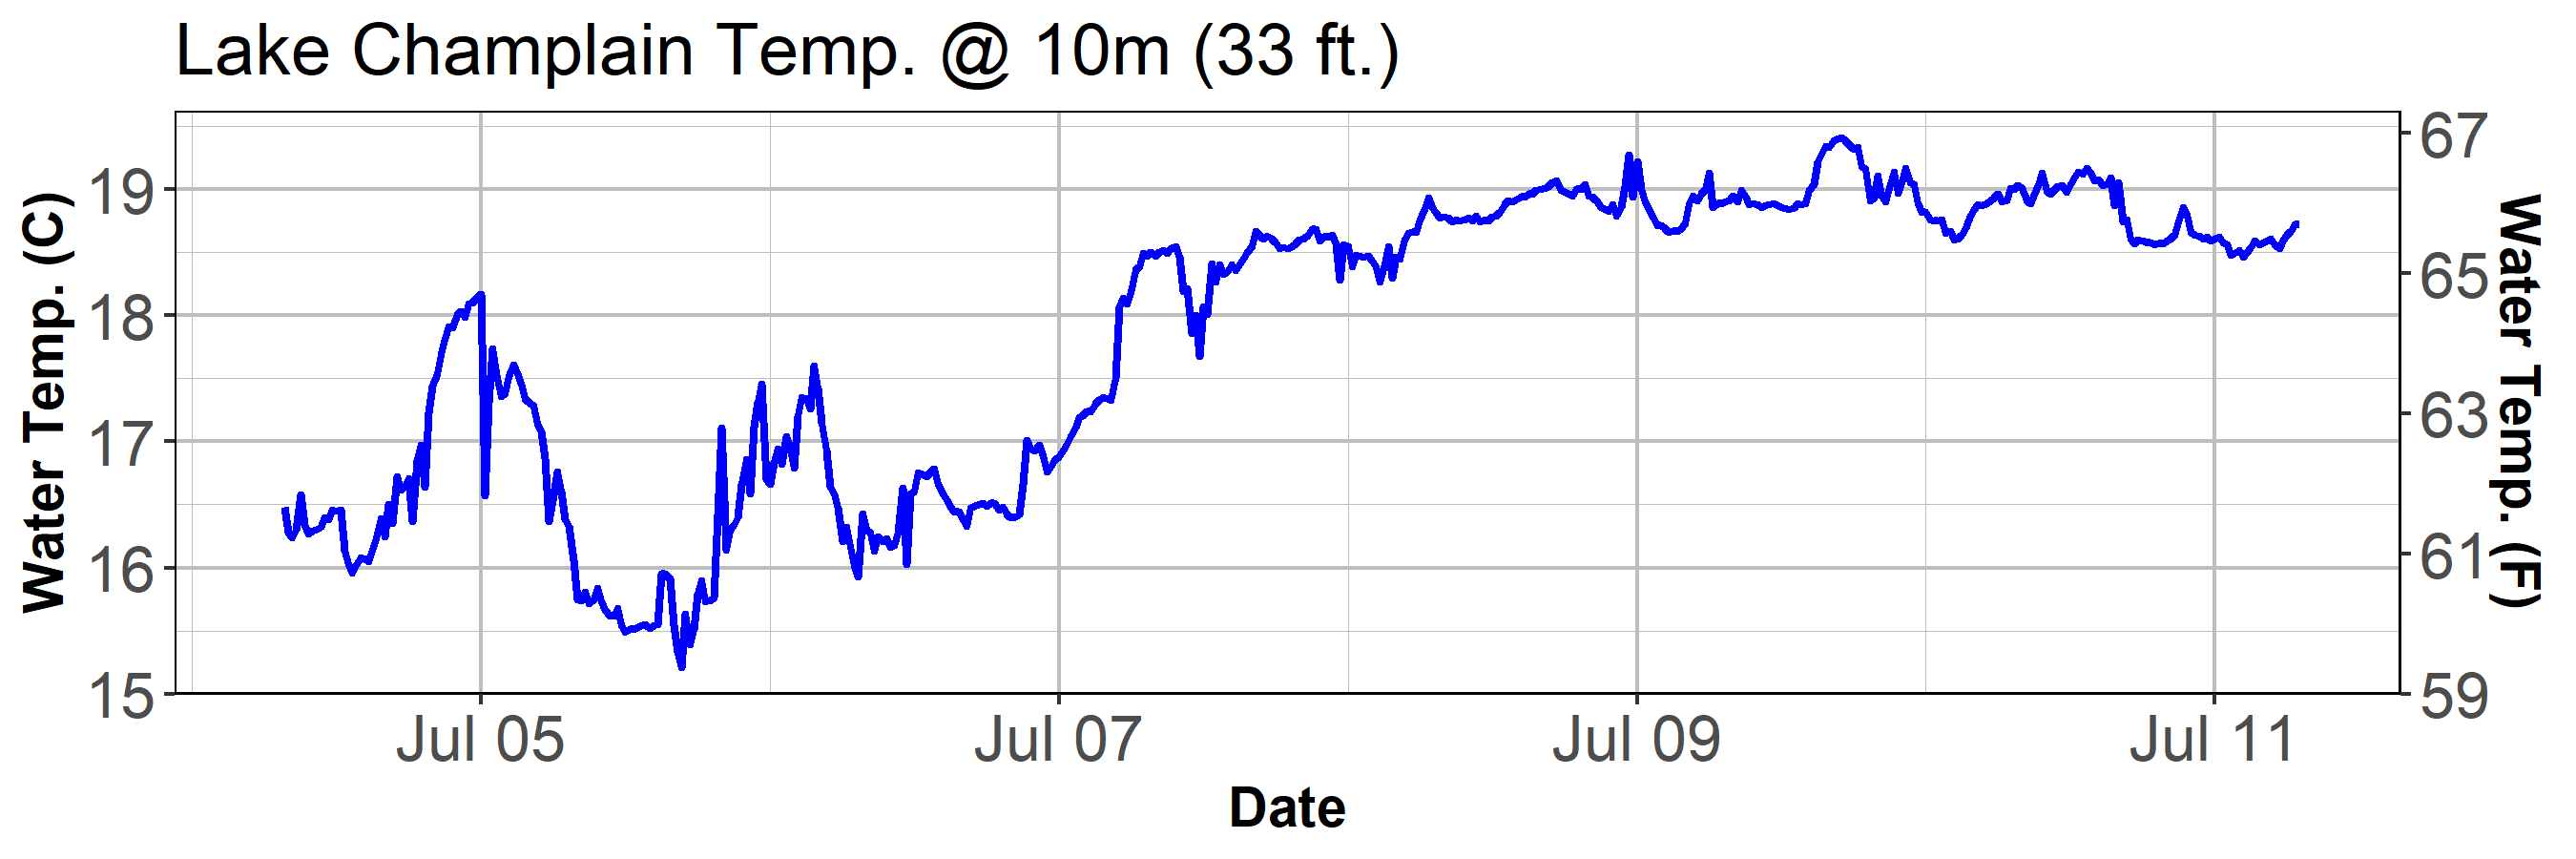 Lake Champlain Temp. @ 10m (33 ft.)
Water Temp. (C)
19
18
17
16
15
67
65
63
61
59
Water Temp. (F)
Jul 05
Jul 07
Jul 09
Jul 11
Date